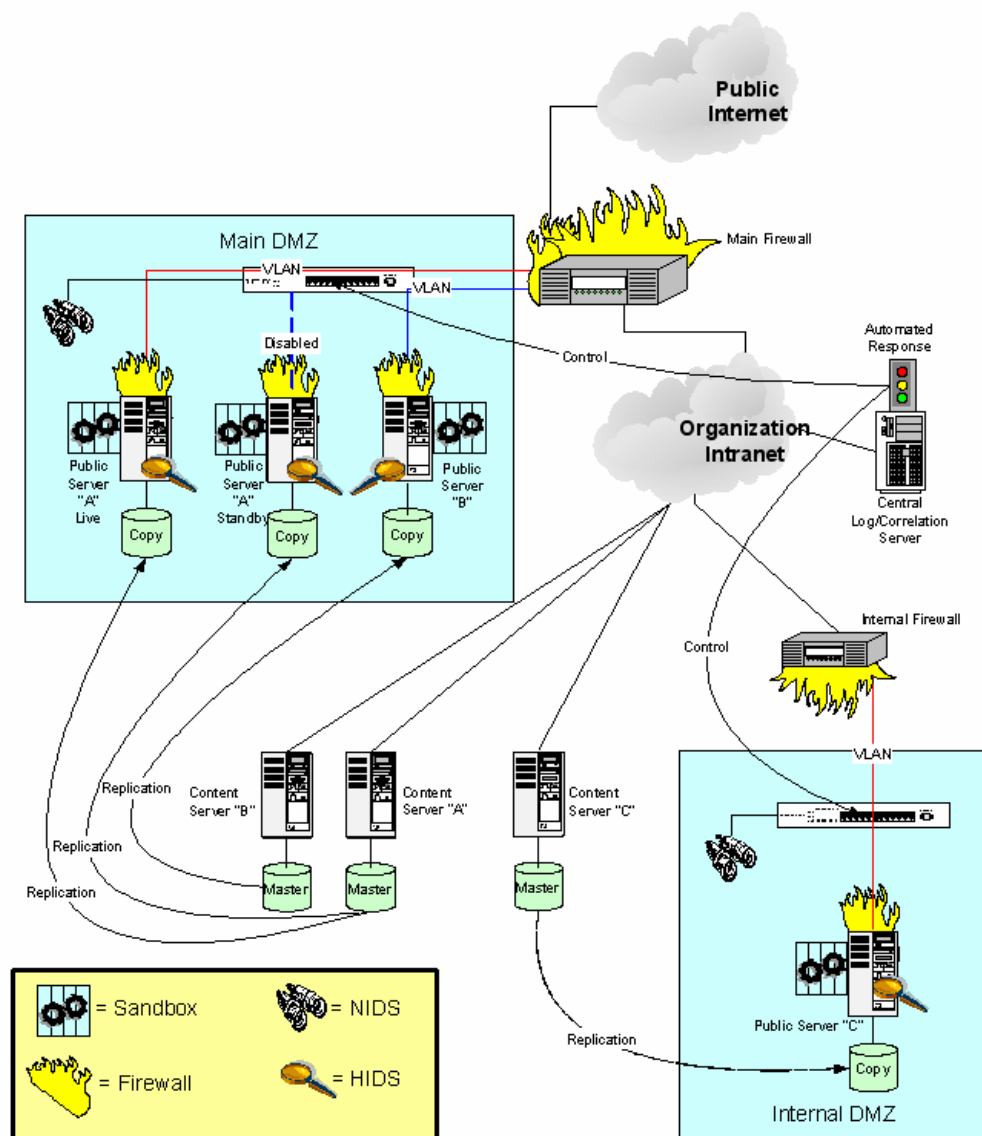 Public
Internet
Main Firewall
Main DMZ
VLAN
VLAN
Disabled
Control
Automated
Response
Organization
Intranet
Central
Log/Correlation
Server
Public
Server
"A"
Live
Public
Server
"A"
Standby
Public
Server
"B"
Copy
Copy
Copy
Internal Firewall
Control
VLAN
Replication
Replication
Replication
Content
Server "B"
Content
Server "A"
Content
Server "C"
Master
Master
Master
Replication
Public Server "C"
Copy
Internal DMZ
= Sandbox
= NIDS
= Firewall
= HIDS